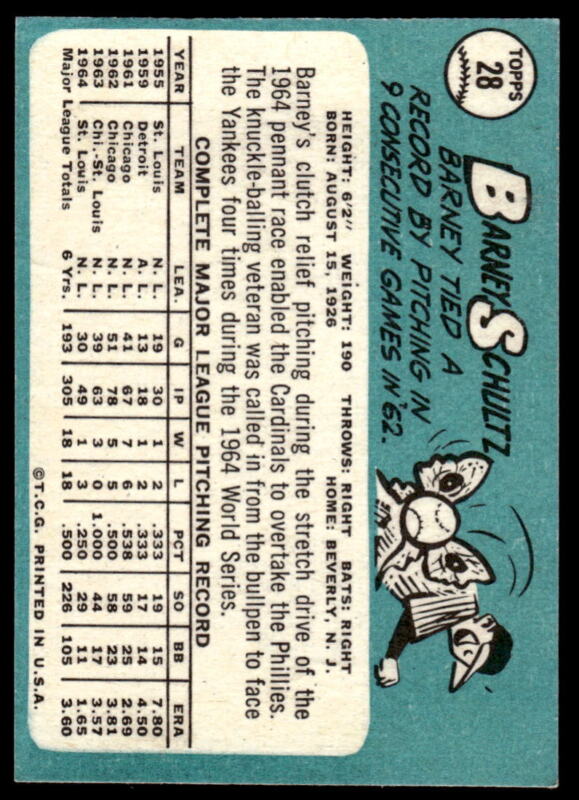 TOPPS
28
BARNEY SCHULTZ
BARNEY TIED A
RECORD BY PITCHING IN
9 CONSECUTIVE GAMES IN '62.
HEIGHT: 6'2" WEIGHT: 190 THROWS: RIGHT BATS: RIGHT
BORN: AUGUST 15, 1926 HOME: BEVERLY, N. J.
Barney's clutch relief pitching during the stretch drive of the
1964 pennant race enabled the Cardinals to overtake the Phillies.
The knuckle-balling veteran was called in from the bullpen to face
the Yankees four times during the 1964 World Series.
COMPLETE MAJOR LEAGUE PITCHING RECORD
YEAR TEAM LEA. G IP W L PCT SO BB ERA
1955 St. Louis N. L. 19 30 1 2 .333 19 15 7.80
1959 Detroit A. L. 13 18 1 2 .333 17 14 4.50
1961 Chicago N. L. 41 67 7 6 .538 59 25 2.69
1962 Chicago N. L. 51 78 5 5 .500 58 23 3.81
1963 Chi.-St. Louis N. L. 39 63 3 0 1.000 44 17 3.57
1964 St. Louis N. L. 30 49 1 3 .250 29 11 1.65
Major League Totals 6 Yrs. 193 305 18 18 .500 226 105 3.60
©T.C.G. PRINTED IN U.S.A.